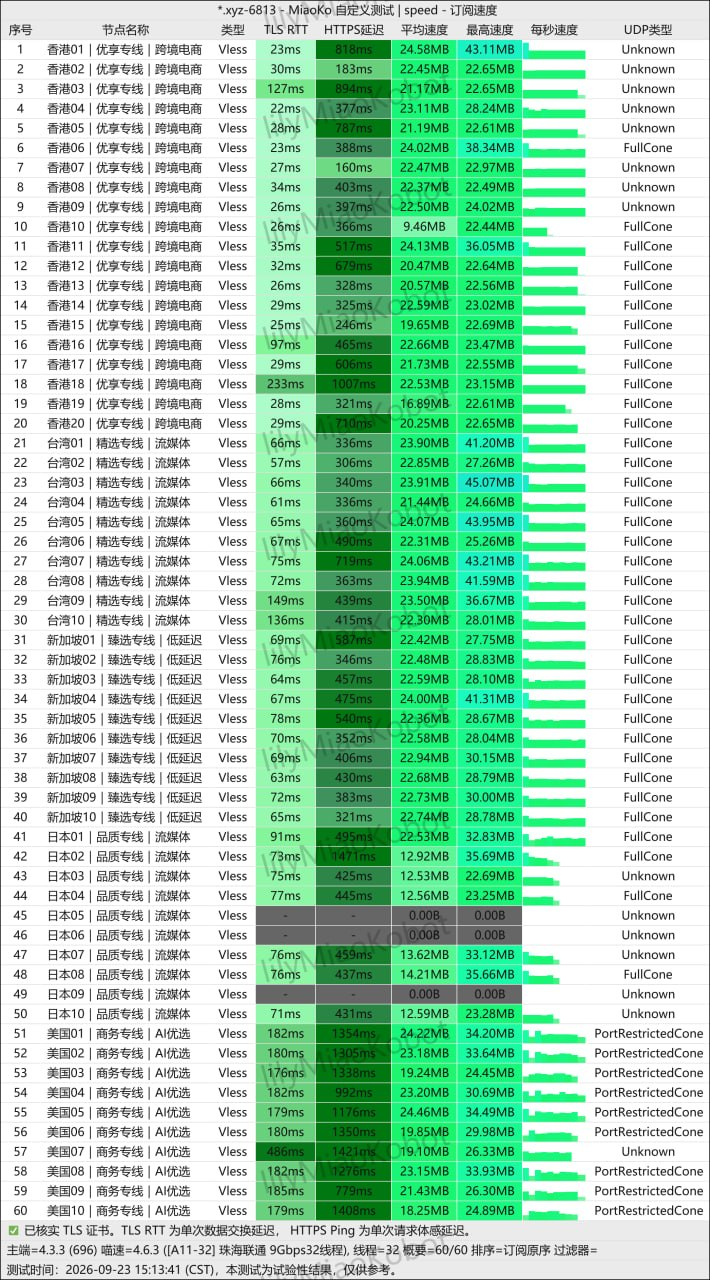 *.xyz-6813 - MiaoKo 自定义测试 | speed - 订阅速度
序号 节点名称 类型 TLS RTT HTTPS延迟 平均速度 最高速度 每秒速度 UDP类型
1 香港01 | 优享专线 | 跨境电商 Vless 23ms 818ms 24.58MB 43.11MB Unknown
2 香港02 | 优享专线 | 跨境电商 Vless 30ms 183ms 22.45MB 22.65MB Unknown
3 香港03 | 优享专线 | 跨境电商 Vless 127ms 894ms 21.17MB 22.65MB Unknown
4 香港04 | 优享专线 | 跨境电商 Vless 22ms 377ms 23.11MB 28.24MB Unknown
5 香港05 | 优享专线 | 跨境电商 Vless 28ms 787ms 21.19MB 22.61MB Unknown
6 香港06 | 优享专线 | 跨境电商 Vless 23ms 388ms 24.02MB 38.34MB FullCone
7 香港07 | 优享专线 | 跨境电商 Vless 27ms 160ms 22.47MB 22.97MB Unknown
8 香港08 | 优享专线 | 跨境电商 Vless 34ms 403ms 22.37MB 22.49MB Unknown
9 香港09 | 优享专线 | 跨境电商 Vless 26ms 397ms 22.50MB 24.02MB Unknown
10 香港10 | 优享专线 | 跨境电商 Vless 26ms 366ms 9.46MB 22.44MB FullCone
11 香港11 | 优享专线 | 跨境电商 Vless 35ms 517ms 24.13MB 36.05MB FullCone
12 香港12 | 优享专线 | 跨境电商 Vless 32ms 679ms 20.47MB 22.64MB FullCone
13 香港13 | 优享专线 | 跨境电商 Vless 26ms 328ms 20.57MB 22.56MB FullCone
14 香港14 | 优享专线 | 跨境电商 Vless 29ms 325ms 22.59MB 23.02MB FullCone
15 香港15 | 优享专线 | 跨境电商 Vless 25ms 246ms 19.65MB 22.69MB FullCone
16 香港16 | 优享专线 | 跨境电商 Vless 97ms 465ms 22.66MB 23.47MB FullCone
17 香港17 | 优享专线 | 跨境电商 Vless 29ms 606ms 21.73MB 22.55MB FullCone
18 香港18 | 优享专线 | 跨境电商 Vless 233ms 1007ms 22.53MB 23.15MB FullCone
19 香港19 | 优享专线 | 跨境电商 Vless 28ms 321ms 16.89MB 22.61MB FullCone
20 香港20 | 优享专线 | 跨境电商 Vless 29ms 710ms 20.25MB 22.65MB FullCone
21 台湾01 | 精选专线 | 流媒体 Vless 66ms 336ms 23.90MB 41.20MB FullCone
22 台湾02 | 精选专线 | 流媒体 Vless 57ms 306ms 22.85MB 27.26MB FullCone
23 台湾03 | 精选专线 | 流媒体 Vless 66ms 340ms 23.91MB 45.07MB FullCone
24 台湾04 | 精选专线 | 流媒体 Vless 61ms 336ms 21.44MB 24.66MB FullCone
25 台湾05 | 精选专线 | 流媒体 Vless 65ms 360ms 24.07MB 43.95MB FullCone
26 台湾06 | 精选专线 | 流媒体 Vless 67ms 490ms 22.31MB 25.26MB FullCone
27 台湾07 | 精选专线 | 流媒体 Vless 75ms 719ms 24.06MB 43.21MB FullCone
28 台湾08 | 精选专线 | 流媒体 Vless 72ms 363ms 23.94MB 41.59MB FullCone
29 台湾09 | 精选专线 | 流媒体 Vless 149ms 439ms 23.50MB 36.67MB FullCone
30 台湾10 | 精选专线 | 流媒体 Vless 136ms 415ms 22.30MB 28.01MB FullCone
31 新加坡01 | 臻选专线 | 低延迟 Vless 69ms 587ms 22.42MB 27.75MB FullCone
32 新加坡02 | 臻选专线 | 低延迟 Vless 76ms 346ms 22.48MB 28.83MB FullCone
33 新加坡03 | 臻选专线 | 低延迟 Vless 64ms 457ms 22.59MB 28.10MB FullCone
34 新加坡04 | 臻选专线 | 低延迟 Vless 67ms 475ms 24.00MB 41.31MB FullCone
35 新加坡05 | 臻选专线 | 低延迟 Vless 78ms 540ms 22.36MB 28.67MB FullCone
36 新加坡06 | 臻选专线 | 低延迟 Vless 70ms 352ms 22.58MB 28.04MB FullCone
37 新加坡07 | 臻选专线 | 低延迟 Vless 69ms 406ms 22.94MB 30.15MB FullCone
38 新加坡08 | 臻选专线 | 低延迟 Vless 63ms 430ms 22.68MB 28.79MB FullCone
39 新加坡09 | 臻选专线 | 低延迟 Vless 72ms 383ms 22.73MB 30.00MB FullCone
40 新加坡10 | 臻选专线 | 低延迟 Vless 65ms 321ms 22.74MB 28.78MB FullCone
41 日本01 | 品质专线 | 流媒体 Vless 91ms 495ms 22.53MB 32.83MB FullCone
42 日本02 | 品质专线 | 流媒体 Vless 73ms 1471ms 12.92MB 35.69MB FullCone
43 日本03 | 品质专线 | 流媒体 Vless 75ms 425ms 12.53MB 22.69MB Unknown
44 日本04 | 品质专线 | 流媒体 Vless 77ms 445ms 12.56MB 23.25MB FullCone
45 日本05 | 品质专线 | 流媒体 Vless - - 0.00B 0.00B Unknown
46 日本06 | 品质专线 | 流媒体 Vless - - 0.00B 0.00B Unknown
47 日本07 | 品质专线 | 流媒体 Vless 76ms 459ms 13.62MB 33.12MB Unknown
48 日本08 | 品质专线 | 流媒体 Vless 76ms 437ms 14.21MB 35.66MB FullCone
49 日本09 | 品质专线 | 流媒体 Vless - - 0.00B 0.00B Unknown
50 日本10 | 品质专线 | 流媒体 Vless 71ms 431ms 12.59MB 23.28MB Unknown
51 美国01 | 商务专线 | AI优选 Vless 182ms 1354ms 24.22MB 34.20MB PortRestrictedCone
52 美国02 | 商务专线 | AI优选 Vless 180ms 1305ms 23.18MB 33.64MB PortRestrictedCone
53 美国03 | 商务专线 | AI优选 Vless 176ms 1338ms 19.24MB 24.45MB PortRestrictedCone
54 美国04 | 商务专线 | AI优选 Vless 182ms 992ms 23.20MB 30.69MB PortRestrictedCone
55 美国05 | 商务专线 | AI优选 Vless 179ms 1176ms 24.46MB 34.49MB PortRestrictedCone
56 美国06 | 商务专线 | AI优选 Vless 180ms 1350ms 19.85MB 29.98MB PortRestrictedCone
57 美国07 | 商务专线 | AI优选 Vless 486ms 1421ms 19.10MB 26.33MB Unknown
58 美国08 | 商务专线 | AI优选 Vless 182ms 1276ms 23.15MB 33.93MB PortRestrictedCone
59 美国09 | 商务专线 | AI优选 Vless 185ms 779ms 21.43MB 26.30MB PortRestrictedCone
60 美国10 | 商务专线 | AI优选 Vless 179ms 1408ms 18.25MB 24.89MB PortRestrictedCone
✅ 已核实 TLS 证书。TLS RTT 为单次数据交换延迟， HTTPS Ping 为单次请求体感延迟。
主端=4.3.3 (696) 喵速=4.6.3 ([A11-32] 珠海联通 9Gbps32线程), 线程=32 概要=60/60 排序=订阅原序 过滤器=
测试时间：2026-09-23 15:13:41 (CST)，本测试为试验性结果，仅供参考。